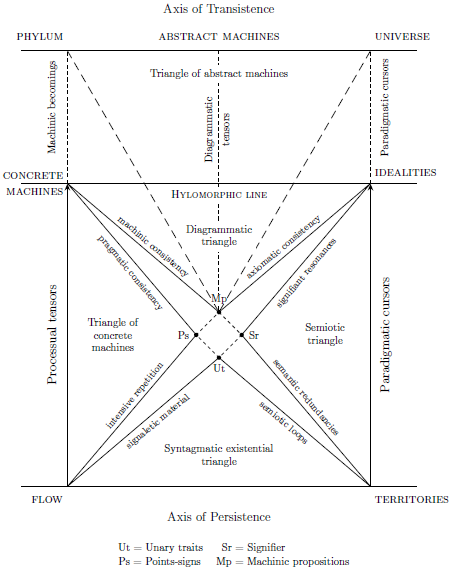 Axis of Transistence
PHYLUM
ABSTRACT MACHINES
UNIVERSE
Triangle of abstract machines
Machinic becomings
Diagrammatic
tensors
Paradigmatic cursors
CONCRETE
MACHINES
IDEALITIES
Hylomorphic line
machinic consistency
Diagrammatic
triangle
axiomatic consistency
pragmatic consistency
signifiant resonances
Mp
Processual tensors
Triangle of
concrete
machines
Ps
Sr
Semiotic
triangle
Paradigmatic cursors
Ut
intensive repetition
signaletic material
semiotic loops
semantic redundancies
Syntagmatic existential
triangle
FLOW
TERRITORIES
Axis of Persistence
Ut = Unary traits Sr = Signifier
Ps = Points-signs Mp = Machinic propositions